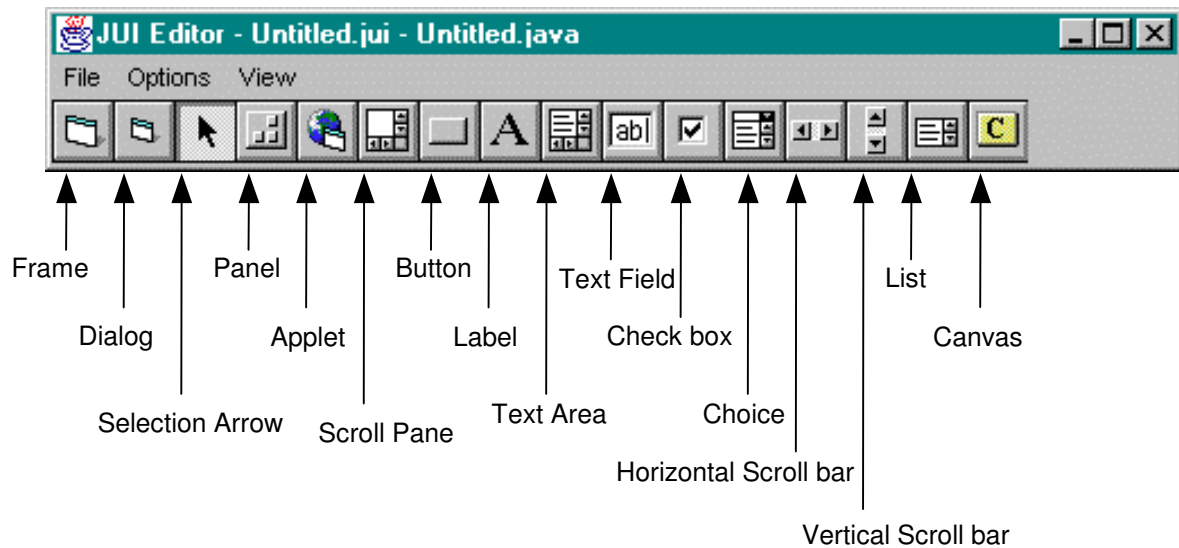 JUI Editor - Untitled.jui - Untitled.java
File Options View
A ab C
Frame Panel Button Text Field List
Dialog Applet Label Check box Canvas
Selection Arrow Scroll Pane Text Area Choice
Horizontal Scroll bar
Vertical Scroll bar